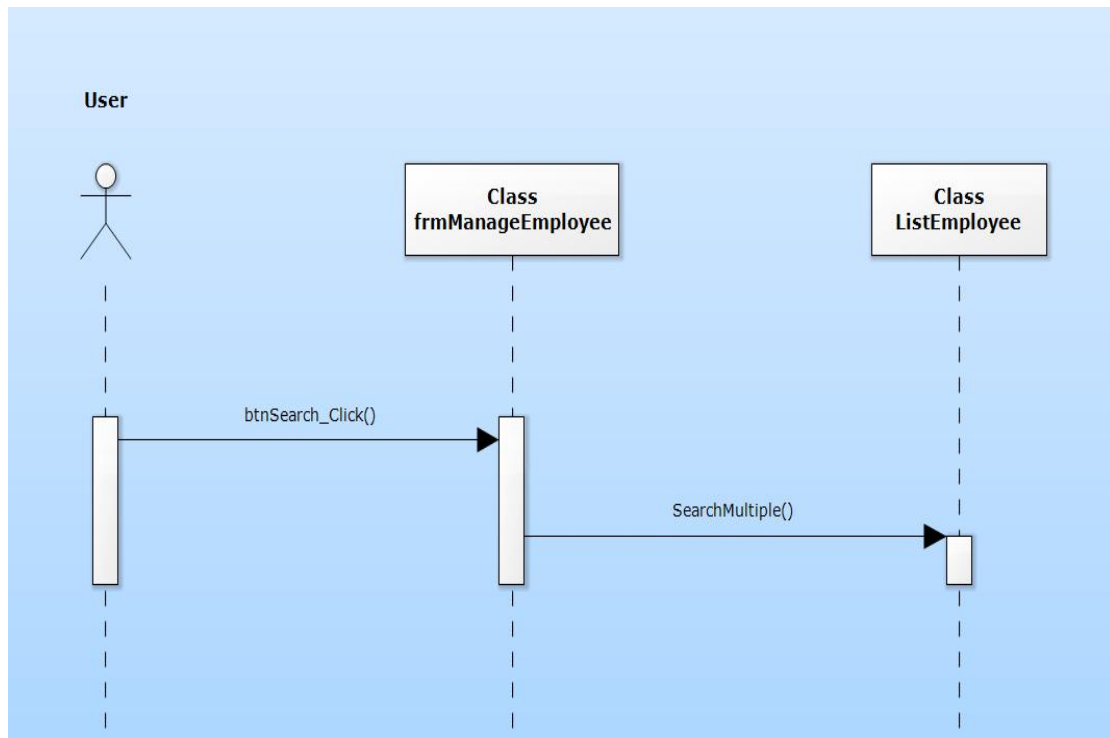 User
Class
frmManageEmployee
Class
ListEmployee
btnSearch_Click()
SearchMultiple()